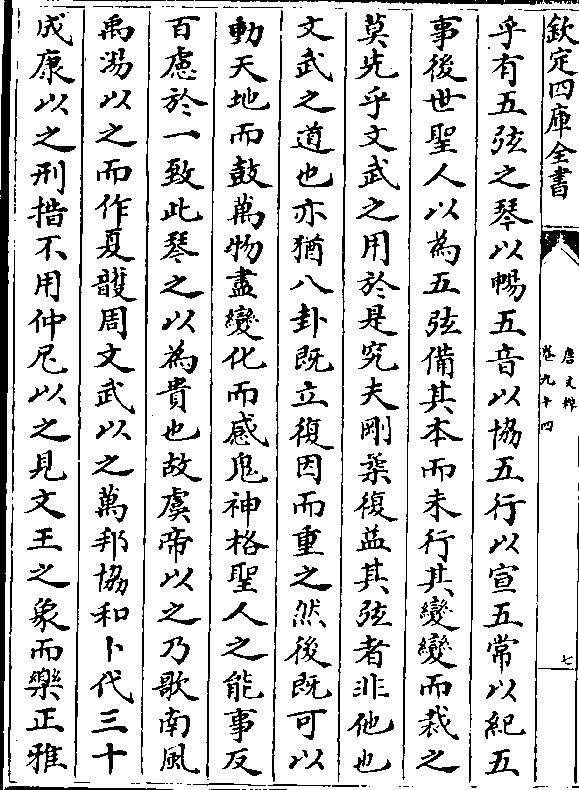 欽定四庫全書
唐文粹
卷九十四
七
乎有五弦之琴以暢五音以協五行以宣五常以紀五
事後世聖人以為五弦備其本而未行其變變而裁之
莫先乎文武之用於是究夫剛柔復益其弦者非他也
文武之道也亦猶八卦既立復因而重之然後既可以
動天地而鼓萬物盡變化而感鬼神格聖人之能事反
百慮於一致此琴之以為貴也故虞帝以之乃歌南風
禹湯以之而作夏頀周文武以之萬邦協和卜代三十
成康以之刑措不用仲尼以之見文王之象而樂正雅